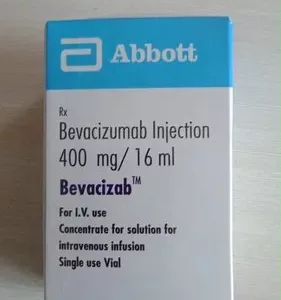 Abbott
Rx
Bevacizumab Injection
400 mg/ 16 ml
Bevacizab™
For I.V. use
Concentrate for solution for
intravenous infusion
Single use Vial